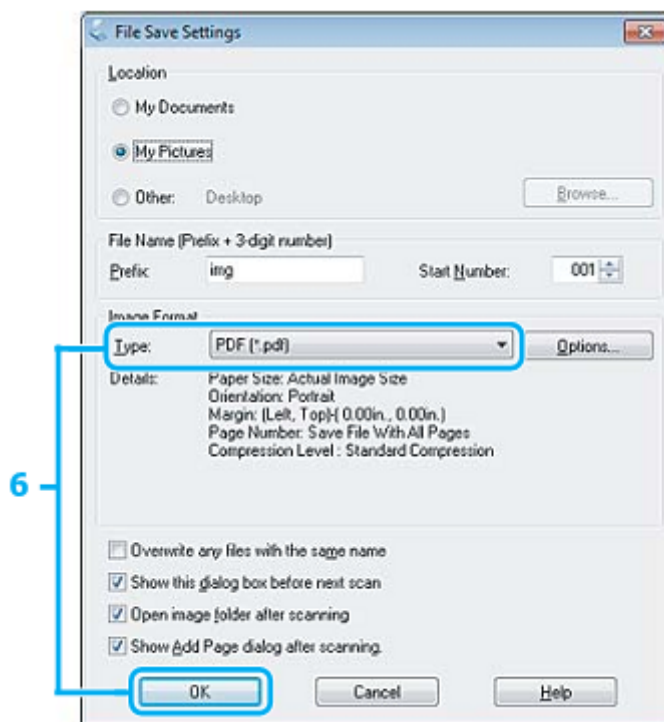 File Save Settings
Location
My Documents
My Pictures
Other: Desktop Browse...
File Name (Prefix + 3-digit number)
Prefix: img Start Number: 001
Image Format
Type: PDF (*.pdf) Options...
Details: Paper Size: Actual Image Size
Orientation: Portrait
Margin: (Left, Top)-( 0.00in., 0.00in.)
Page Number: Save File With All Pages
Compression Level : Standard Compression
6
Overwrite any files with the same name
Show this dialog box before next scan
Open image folder after scanning
Show Add Page dialog after scanning.
OK Cancel Help